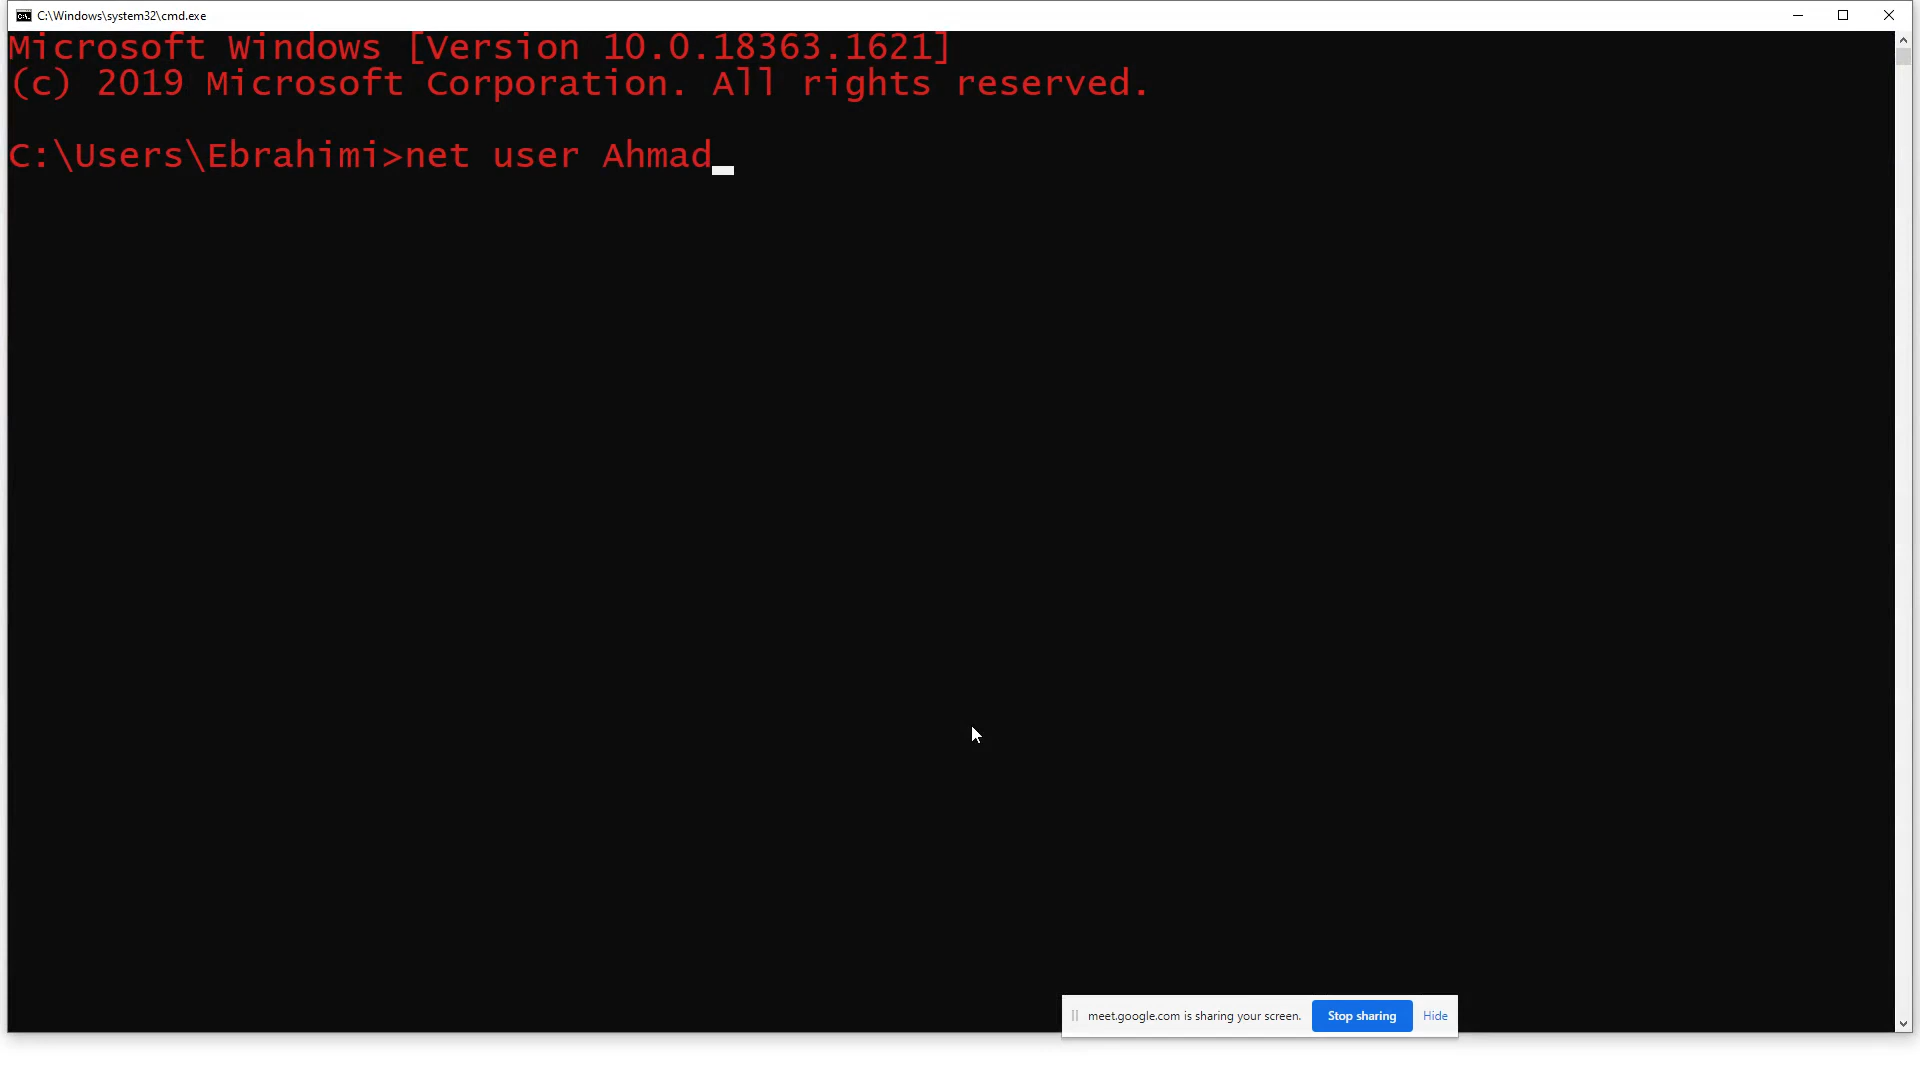 C:\Windows\system32\cmd.exe
Microsoft Windows [Version 10.0.18363.1621]
(c) 2019 Microsoft Corporation. All rights reserved.
C:\Users\Ebrahimi>net user Ahmad
meet.google.com is sharing your screen. Stop sharing Hide